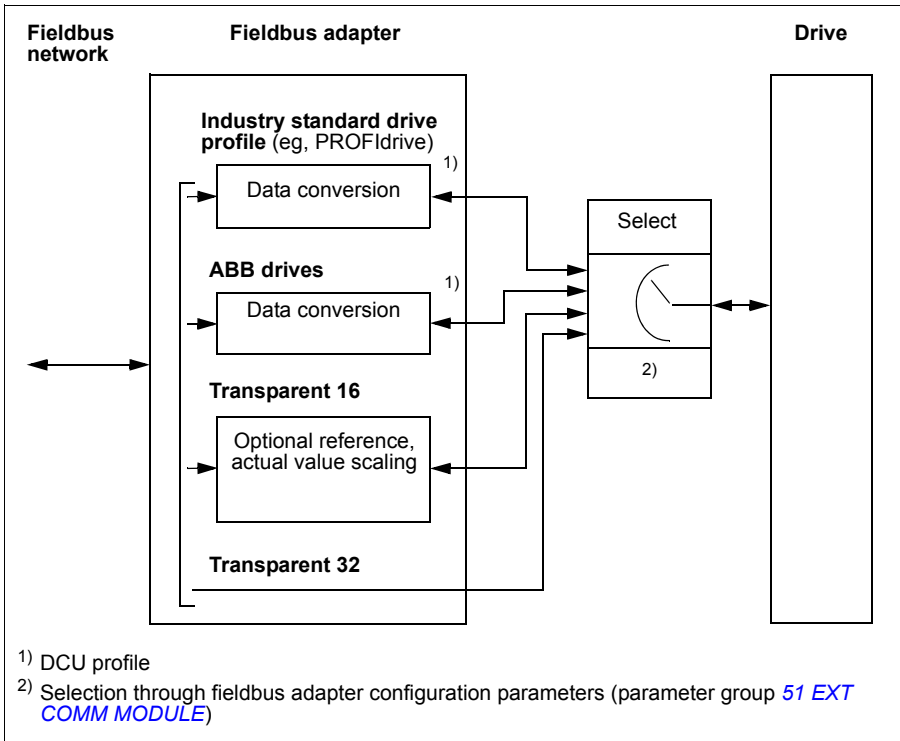 Fieldbus
network
Fieldbus adapter
Drive
Industry standard drive
profile (eg, PROFIdrive)
1)
Data conversion
Select
ABB drives
1)
Data conversion
2)
Transparent 16
Optional reference,
actual value scaling
Transparent 32
1) DCU profile
2) Selection through fieldbus adapter configuration parameters (parameter group 51 EXT
COMM MODULE)